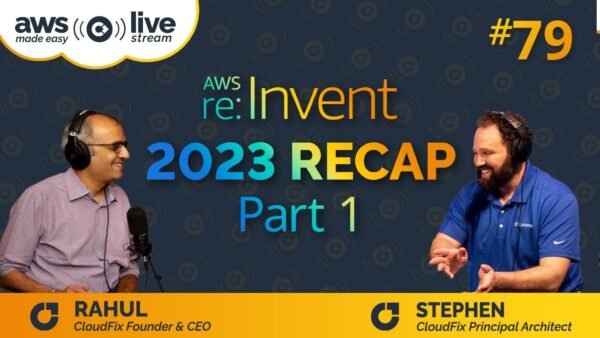 aws live
made easy stream
#79
AWS
re:Invent
2023 RECAP
Part 1
RAHUL
CloudFix Founder & CEO
STEPHEN
CloudFix Principal Architect